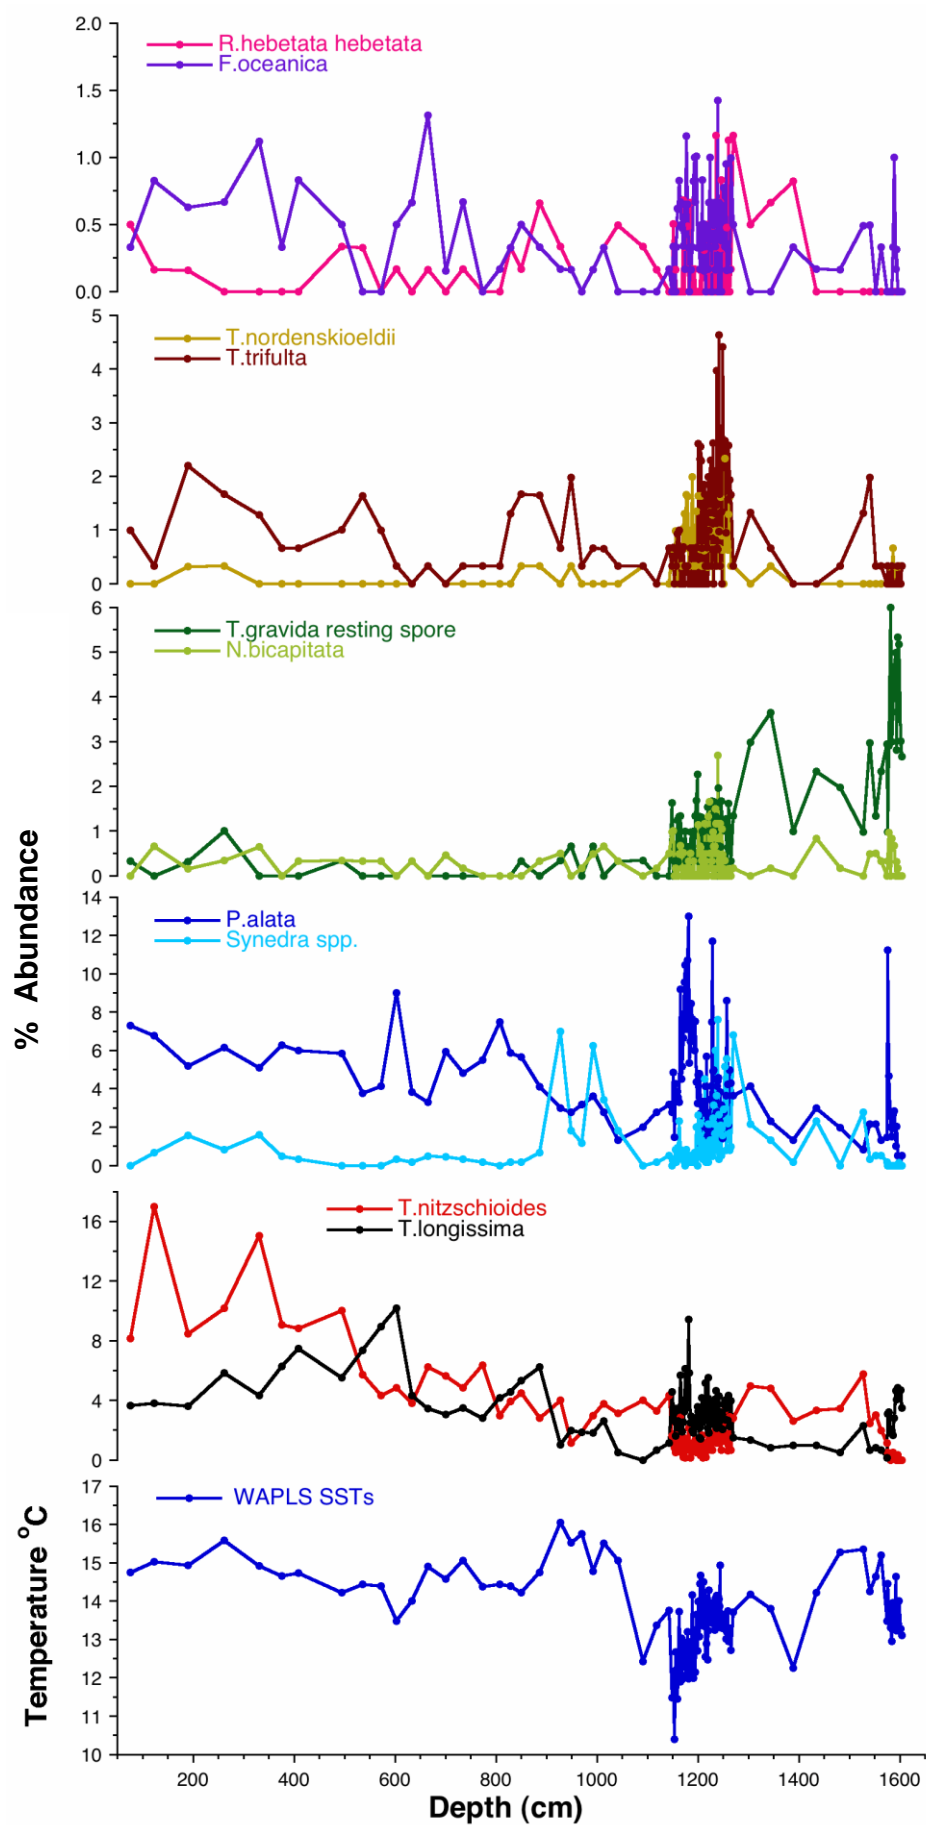 2.0
R.hebetata hebetata
F.oceanica
1.5
1.0
0.5
0.0
5
T.nordenskioeldii
T.trifulta
4
3
2
1
0
6
T.gravida resting spore
N.bicapitata
5
4
3
2
1
0
% Abundance
14
P.alata
Synedra spp.
12
10
8
6
4
2
0
T.nitzschioides
T.longissima
16
12
8
4
0
17
WAPLS SSTs
16
15
14
13
12
11
10
Temperature °C
200 400 600 800 1000 1200 1400 1600
Depth (cm)